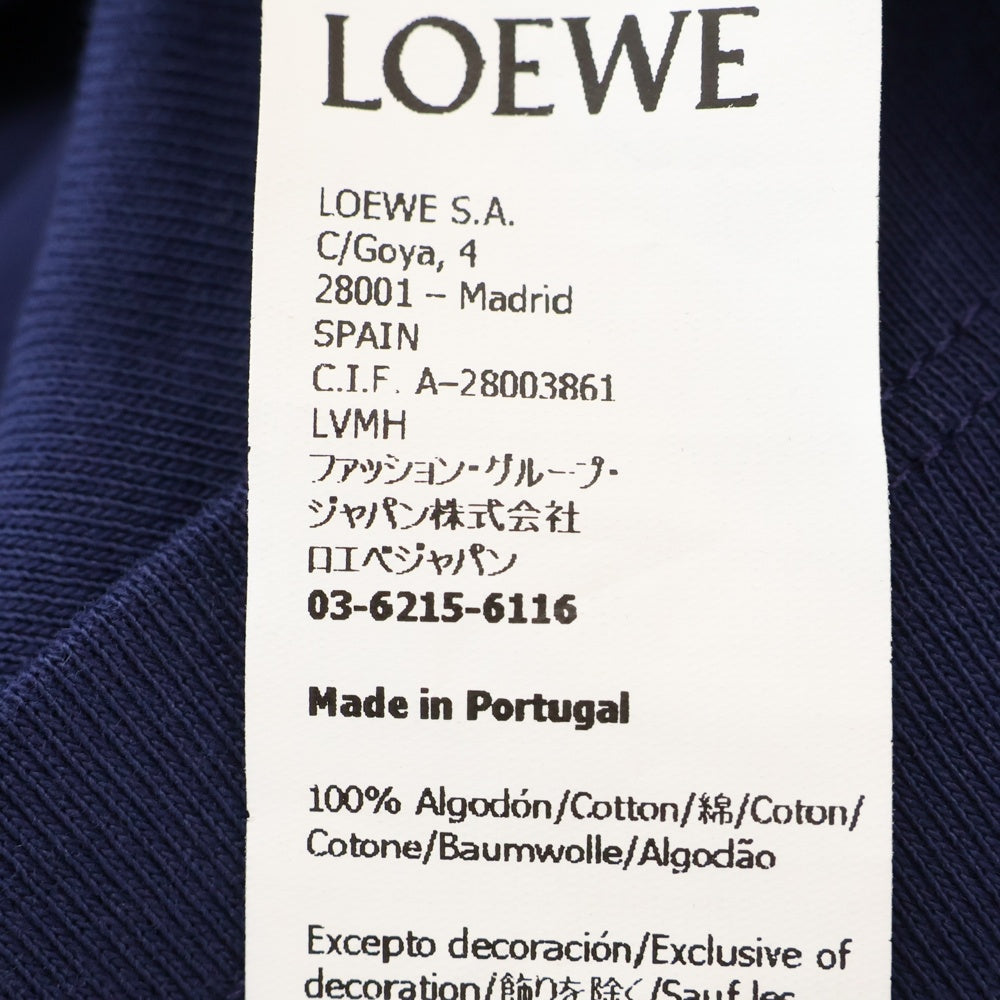 LOEWE
LOEWE S.A.
C/Goya, 4
28001 – Madrid
SPAIN
C.I.F. A–28003861
LVMH
ファッション・グループ・
ジャパン株式会社
ロエベジャパン
03-6215-6116
Made in Portugal
100% Algodón/Cotton/綿/Coton/
Cotone/Baumwolle/Algodão
Excepto decoración/Exclusive of
decoration/飾りを除く/Sauf les